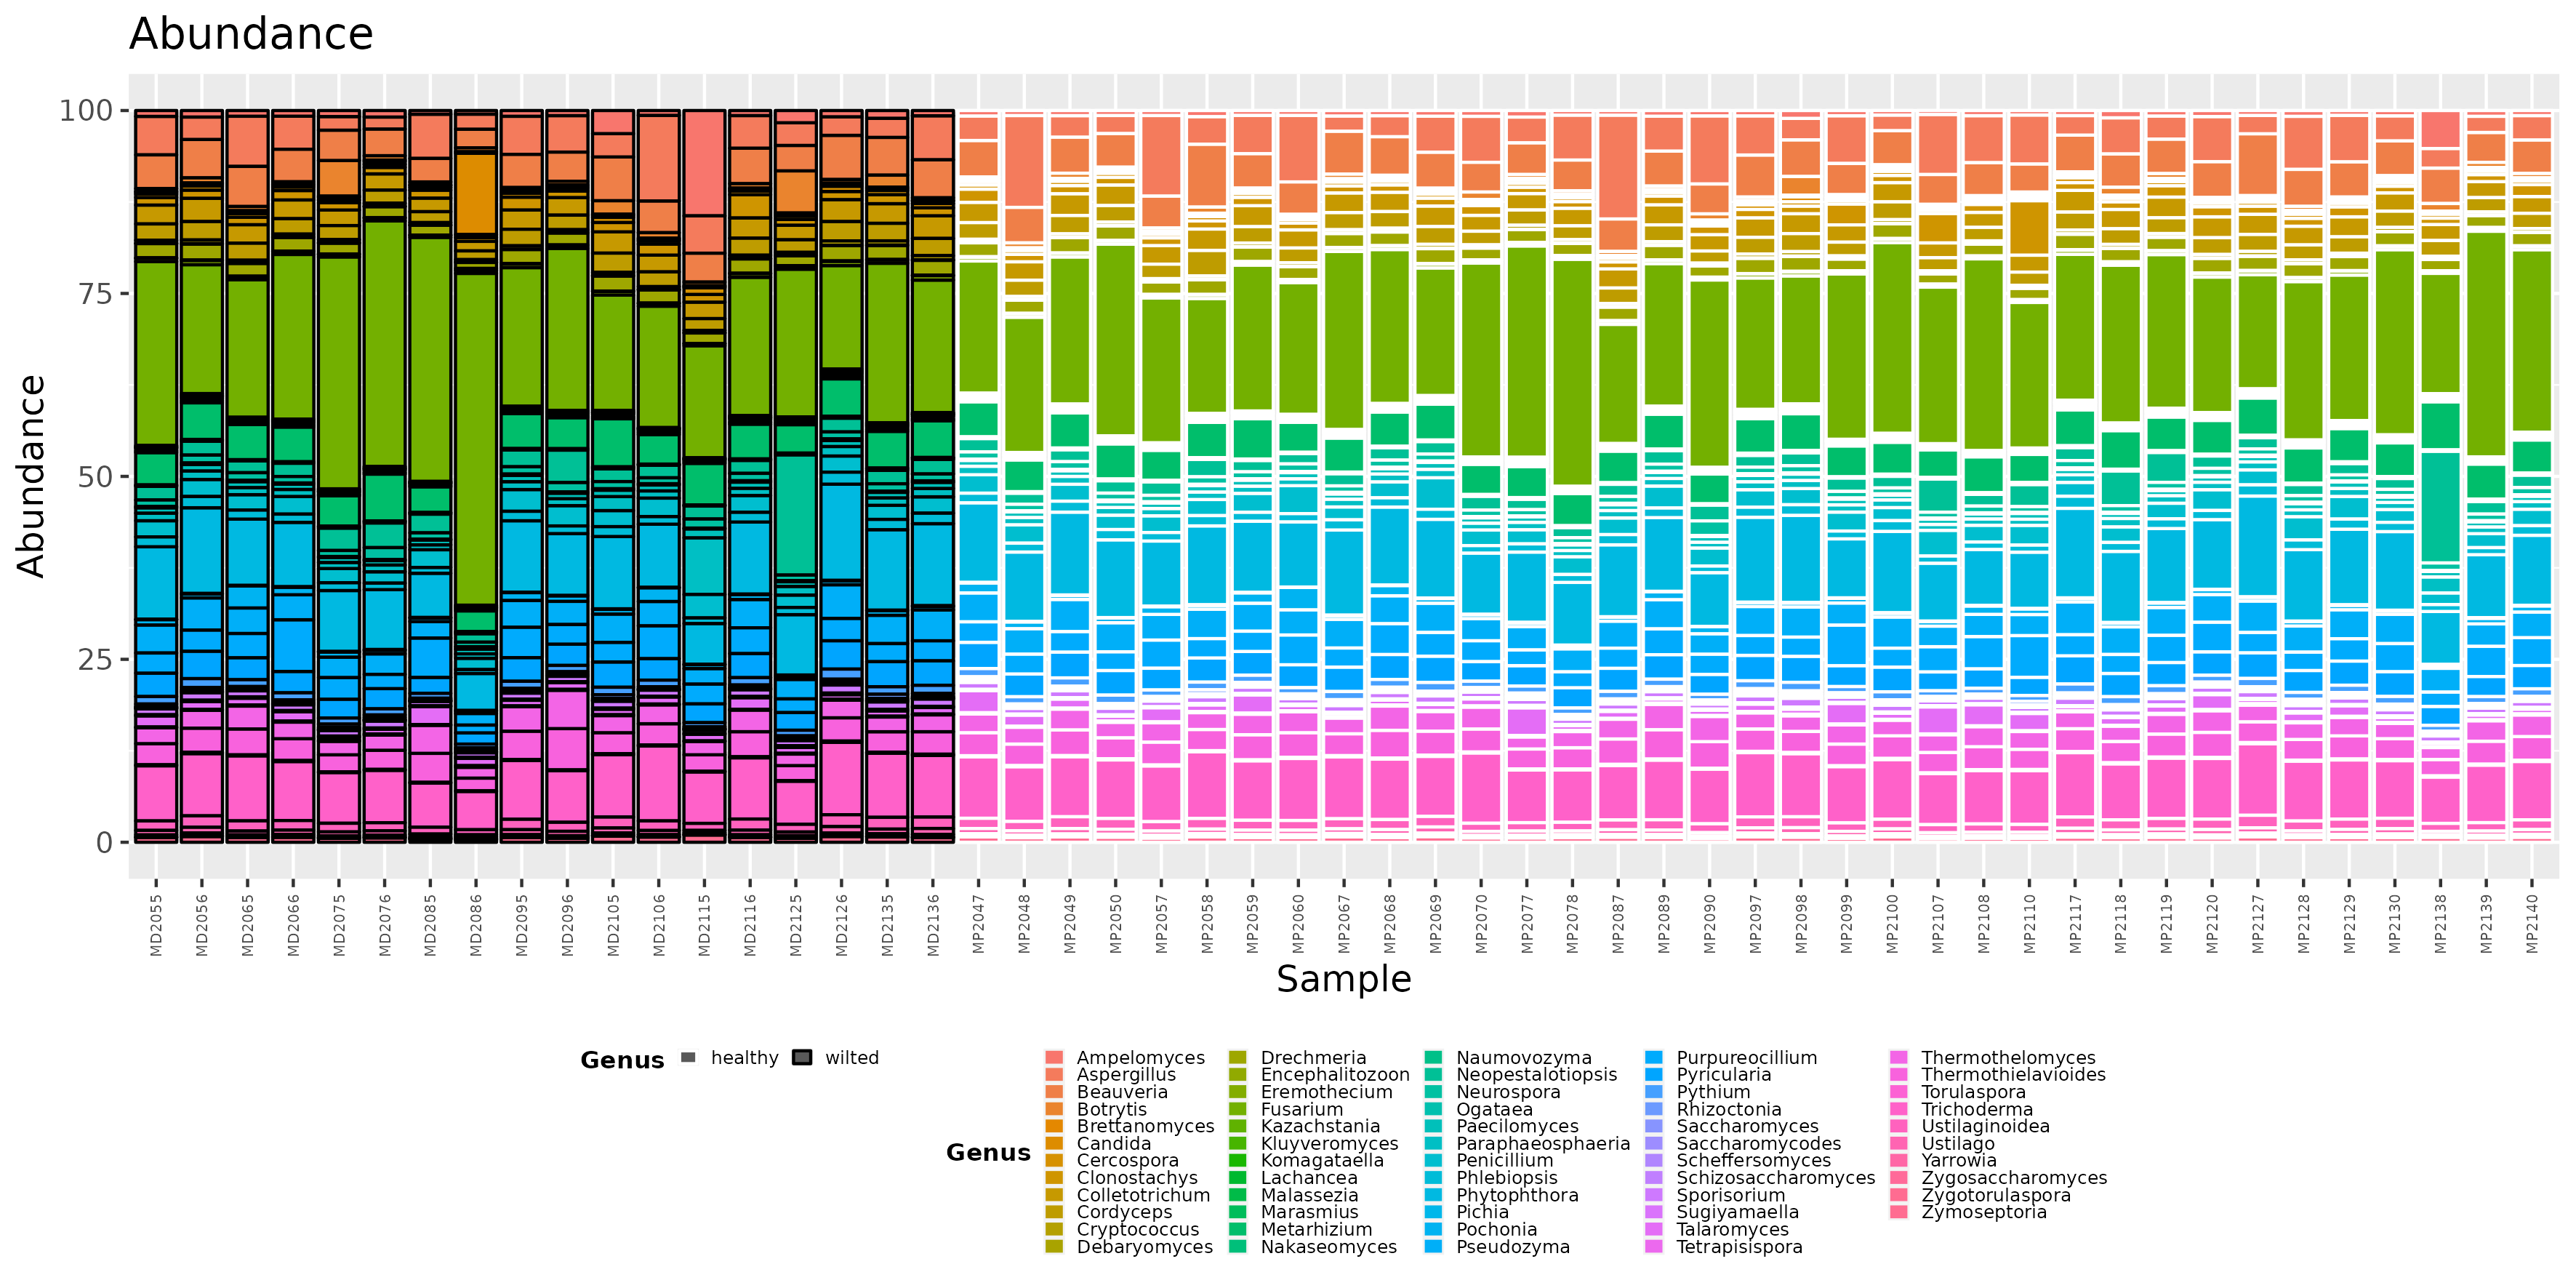 Abundance
100
75
50
25
0
Abundance
MD2055 MD2056 MD2065 MD2066 MD2075 MD2076 MD2085 MD2086 MD2095 MD2096 MD2105 MD2106 MD2115 MD2116 MD2125 MD2126 MD2135 MD2136 MP2047 MP2048 MP2049 MP2050 MP2057 MP2058 MP2059 MP2060 MP2067 MP2068 MP2069 MP2070 MP2077 MP2078 MP2087 MP2089 MP2090 MP2097 MP2098 MP2099 MP2100 MP2107 MP2108 MP2110 MP2117 MP2118 MP2119 MP2120 MP2127 MP2128 MP2129 MP2130 MP2138 MP2139 MP2140
Sample
Genus healthy wilted
Genus
Ampelomyces
Aspergillus
Beauveria
Botrytis
Brettanomyces
Candida
Cercospora
Clonostachys
Colletotrichum
Cordyceps
Cryptococcus
Debaryomyces
Drechmeria
Encephalitozoon
Eremothecium
Fusarium
Kazachstania
Kluyveromyces
Komagataella
Lachancea
Malassezia
Marasmius
Metarhizium
Nakaseomyces
Naumovozyma
Neopestalotiopsis
Neurospora
Ogataea
Paecilomyces
Paraphaeosphaeria
Penicillium
Phlebiopsis
Phytophthora
Pichia
Pochonia
Pseudozyma
Purpureocillium
Pyricularia
Pythium
Rhizoctonia
Saccharomyces
Saccharomycodes
Scheffersomyces
Schizosaccharomyces
Sporisorium
Sugiyamaella
Talaromyces
Tetrapisispora
Thermothelomyces
Thermothielavioides
Torulaspora
Trichoderma
Ustilaginoidea
Ustilago
Yarrowia
Zygosaccharomyces
Zygotorulaspora
Zymoseptoria